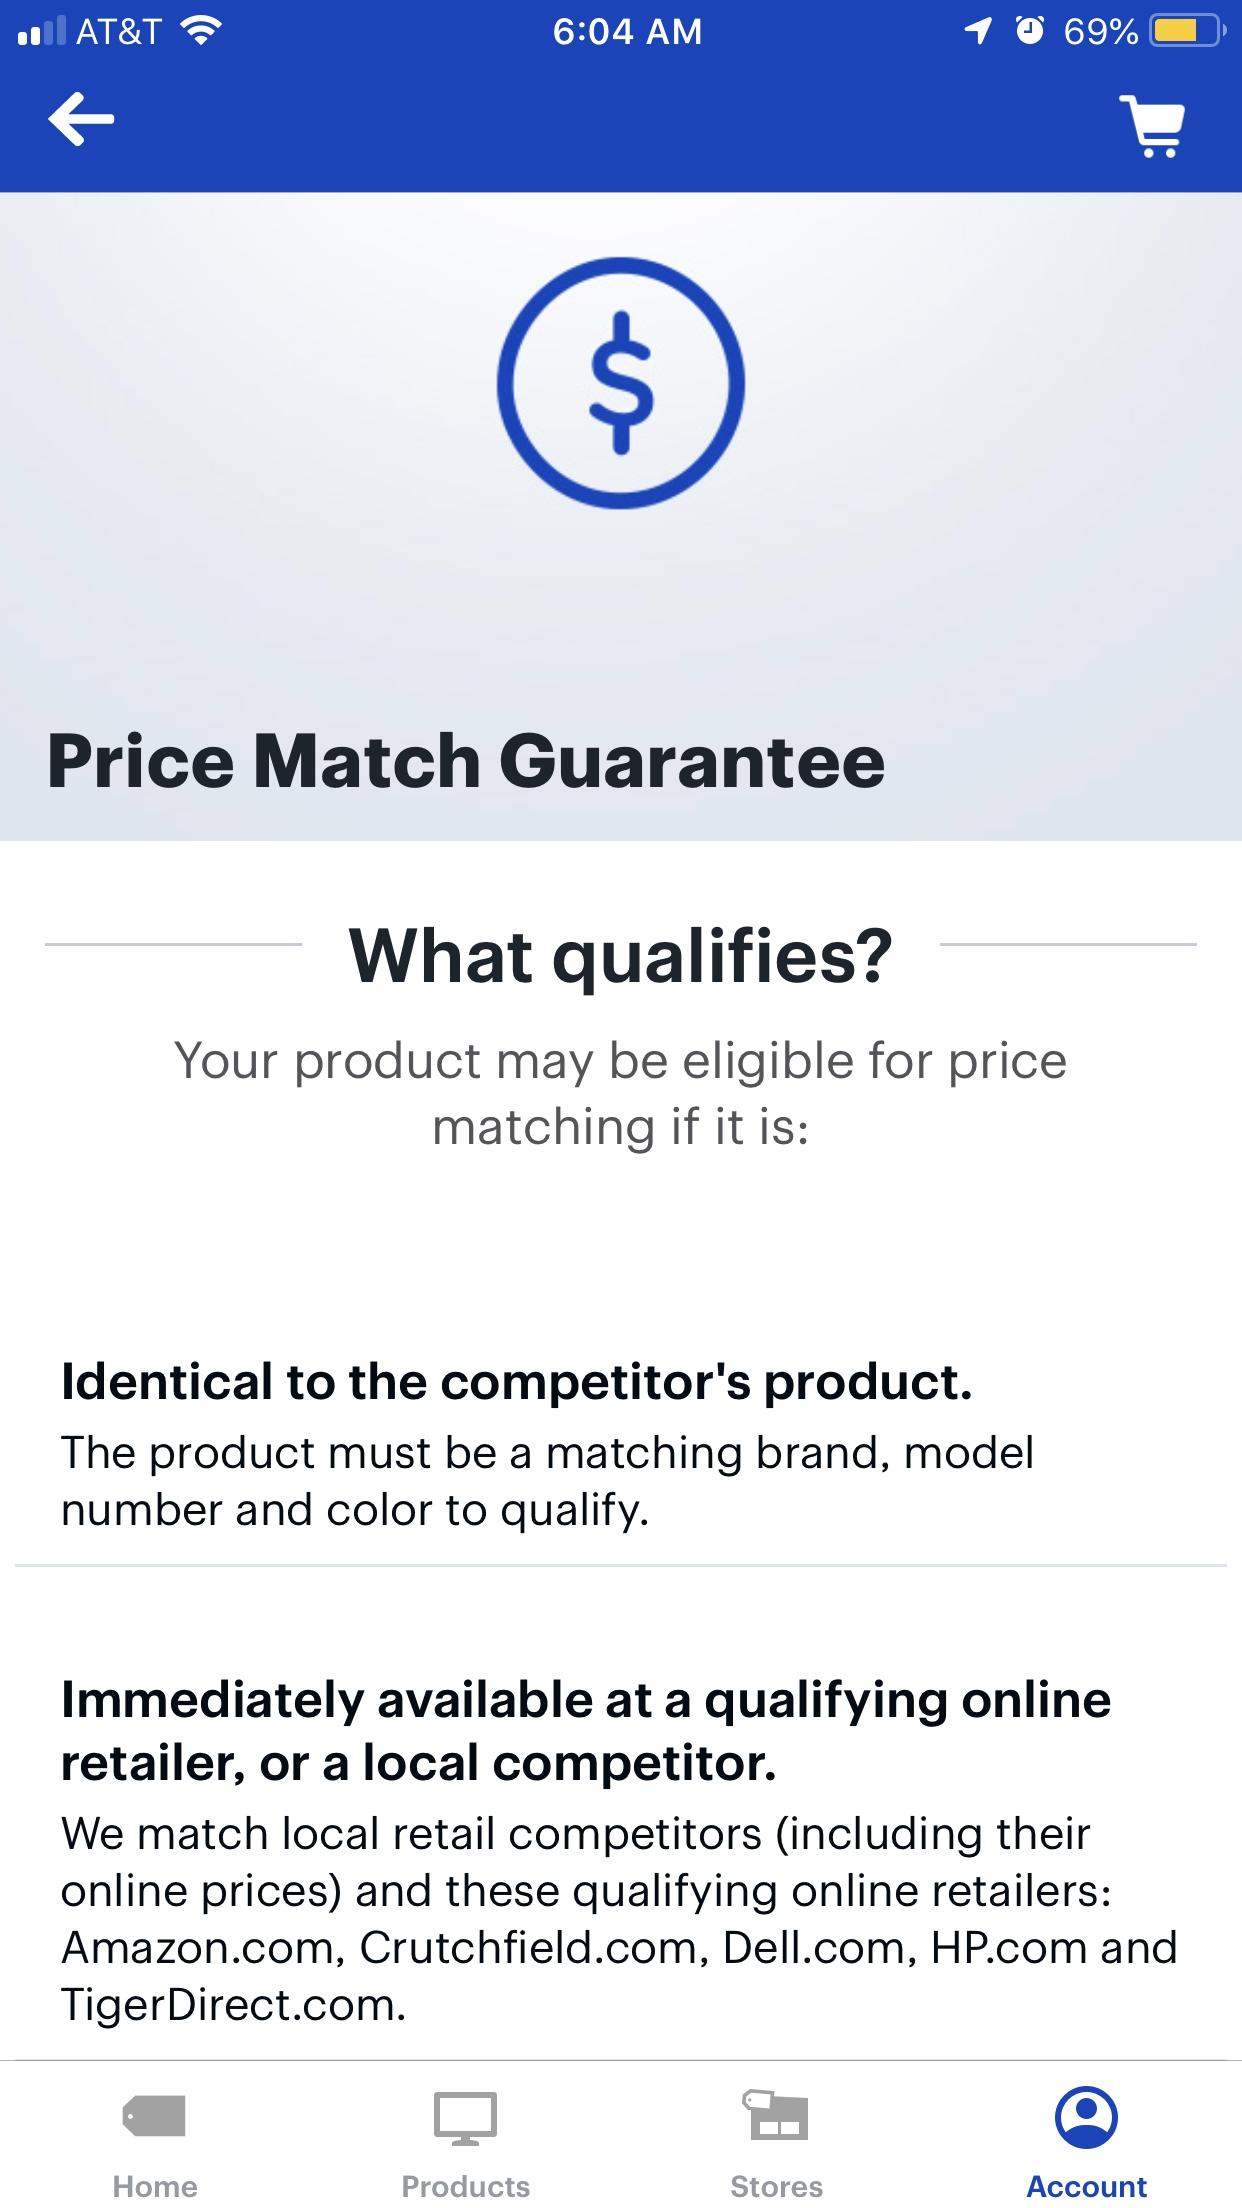 AT&T 6:04 AM 69%
$
Price Match Guarantee
What qualifies?
Your product may be eligible for price
matching if it is:
Identical to the competitor's product.
The product must be a matching brand, model
number and color to qualify.
Immediately available at a qualifying online
retailer, or a local competitor.
We match local retail competitors (including their
online prices) and these qualifying online retailers:
Amazon.com, Crutchfield.com, Dell.com, HP.com and
TigerDirect.com.
Home Products Stores Account